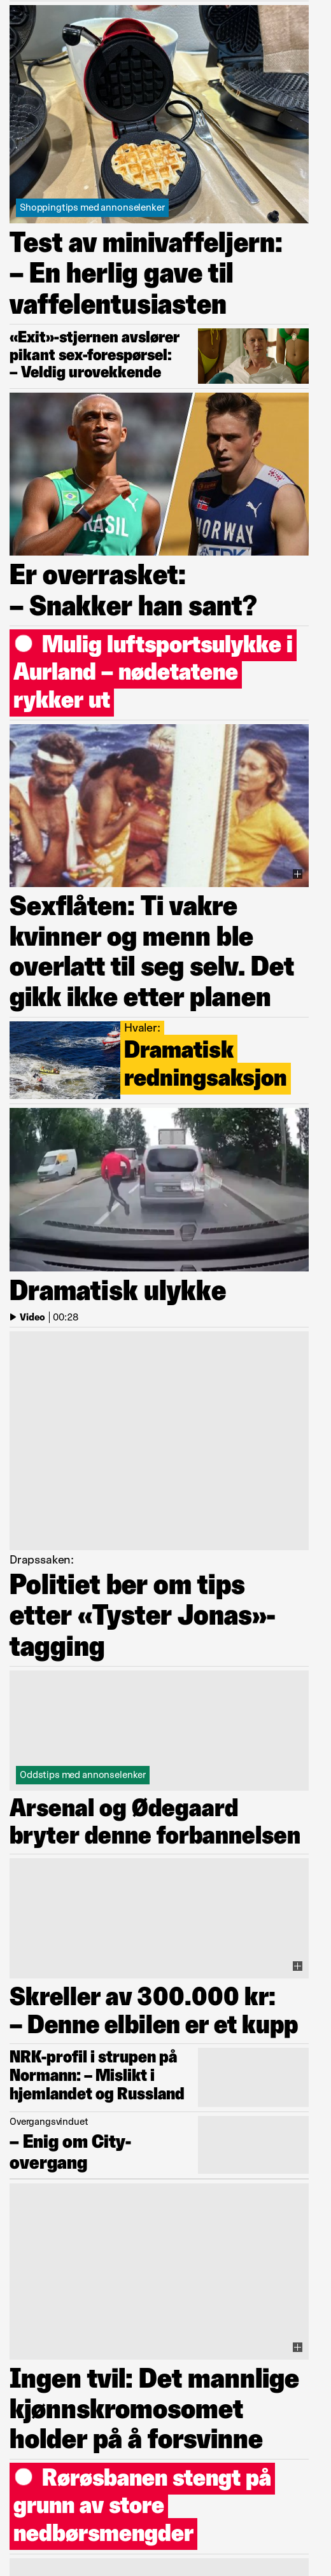 Shoppingtips med annonselenker
Test av minivaffeljern:
– En herlig gave til
vaffelentusiasten
«Exit»-stjernen avslører
pikant sex-forespørsel:
– Veldig urovekkende
BRASIL
NORWAY
TDK
Er overrasket:
– Snakker han sant?
Mulig luftsportsulykke i
Aurland – nødetatene
rykker ut
Sexflåten: Ti vakre
kvinner og menn ble
overlatt til seg selv. Det
gikk ikke etter planen
Hvaler:
Dramatisk
redningsaksjon
Dramatisk ulykke
Video | 00:28
Drapssaken:
Politiet ber om tips
etter «Tyster Jonas»-
tagging
Oddstips med annonselenker
Arsenal og Ødegaard
bryter denne forbannelsen
Skreller av 300.000 kr:
– Denne elbilen er et kupp
NRK-profil i strupen på
Normann: – Mislikt i
hjemlandet og Russland
Overgangsvinduet
– Enig om City-
overgang
Ingen tvil: Det mannlige
kjønnskromosomet
holder på å forsvinne
Rørosbanen stengt på
grunn av store
nedbørsmengder